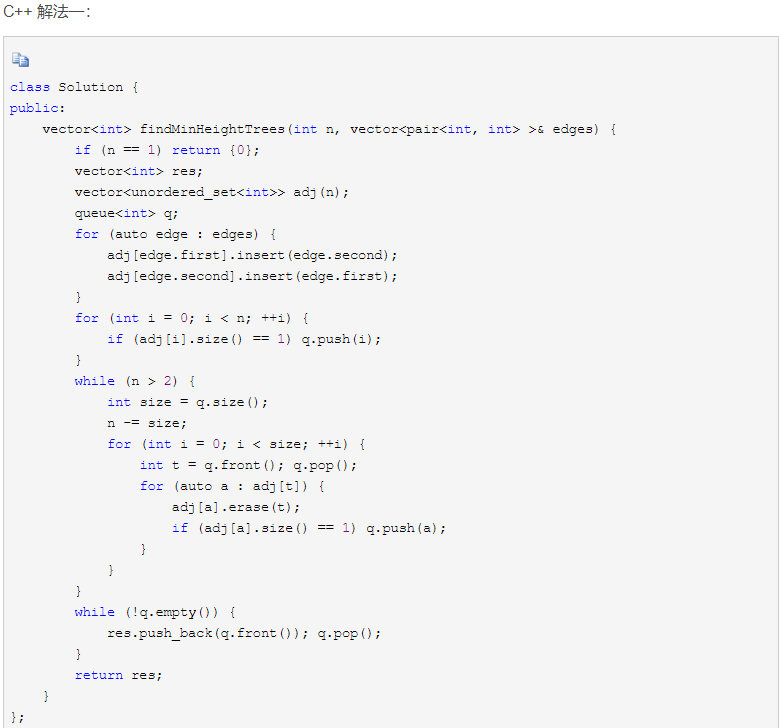 C++ 解法一:
class Solution {
public:
    vector<int> findMinHeightTrees(int n, vector<pair<int, int> >& edges) {
        if (n == 1) return {0};
        vector<int> res;
        vector<unordered_set<int>> adj(n);
        queue<int> q;
        for (auto edge : edges) {
            adj[edge.first].insert(edge.second);
            adj[edge.second].insert(edge.first);
        }
        for (int i = 0; i < n; ++i) {
            if (adj[i].size() == 1) q.push(i);
        }
        while (n > 2) {
            int size = q.size();
            n -= size;
            for (int i = 0; i < size; ++i) {
                int t = q.front(); q.pop();
                for (auto a : adj[t]) {
                    adj[a].erase(t);
                    if (adj[a].size() == 1) q.push(a);
                }
            }
        }
        while (!q.empty()) {
            res.push_back(q.front()); q.pop();
        }
        return res;
    }
};